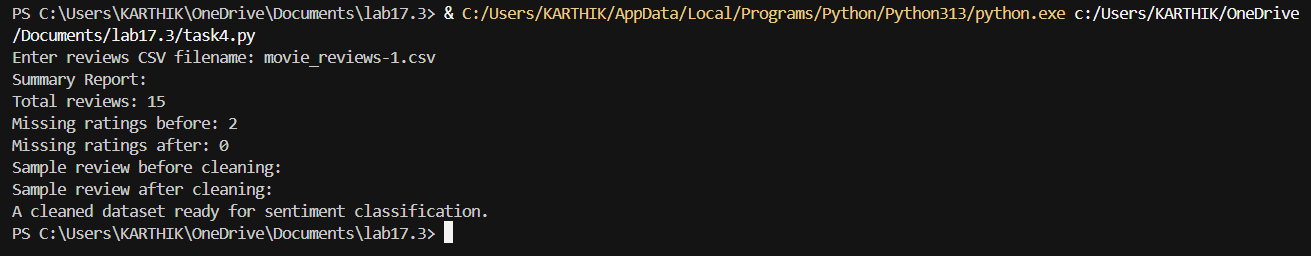 PS C:\Users\KARTHIK\OneDrive\Documents\lab17.3> & C:/Users/KARTHIK/AppData/Local/Programs/Python/Python313/python.exe c:/Users/KARTHIK/OneDrive
/Documents/lab17.3/task4.py
Enter reviews CSV filename: movie_reviews-1.csv
Summary Report:
Total reviews: 15
Missing ratings before: 2
Missing ratings after: 0
Sample review before cleaning:
Sample review after cleaning:
A cleaned dataset ready for sentiment classification.
PS C:\Users\KARTHIK\OneDrive\Documents\lab17.3>